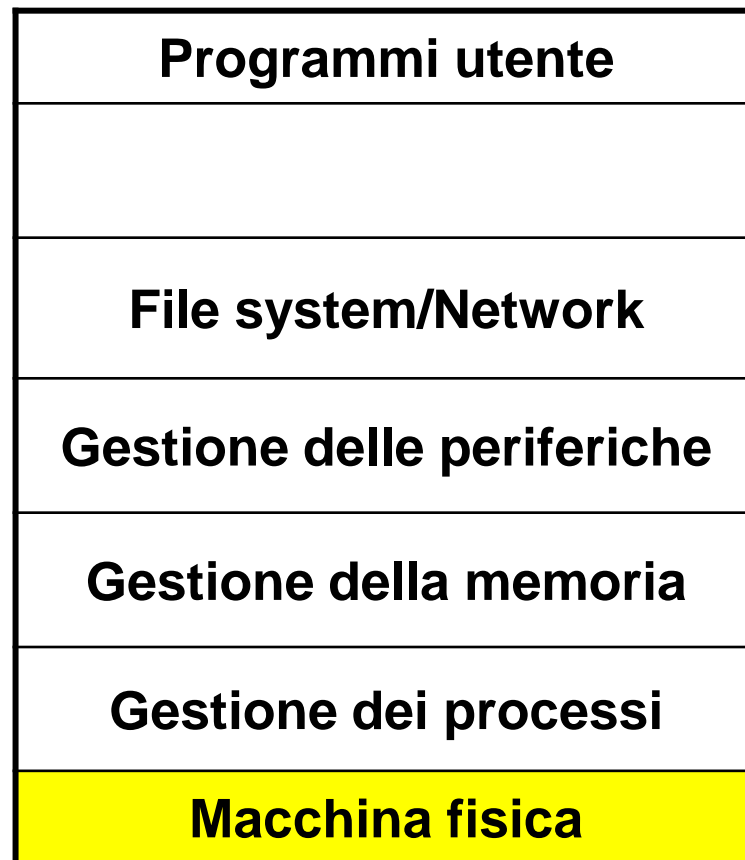 Programmi utente
File system/Network
Gestione delle periferiche
Gestione della memoria
Gestione dei processi
Macchina fisica